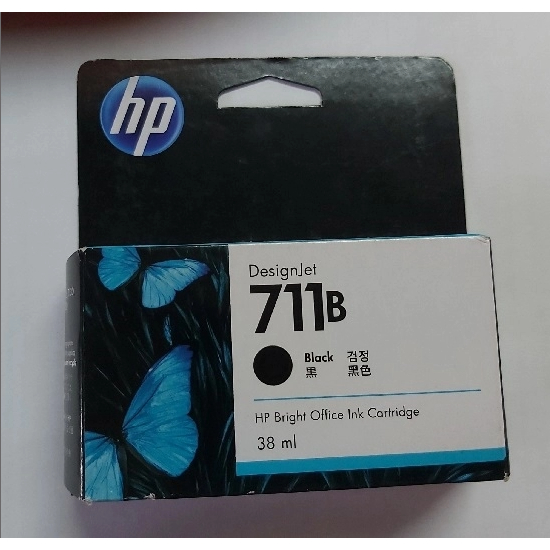 hp
DesignJet
711B
Black 검정
黒 黑色
HP Bright Office Ink Cartridge
38 ml